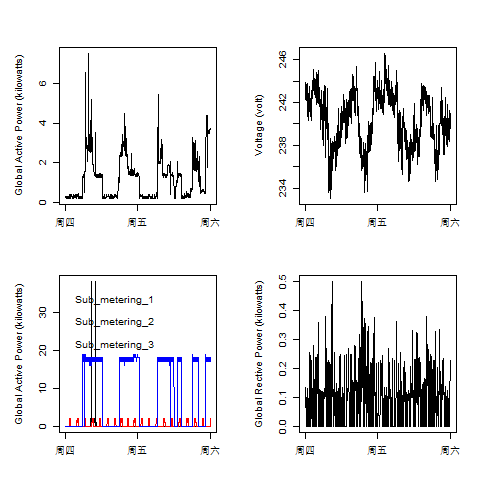 Global Active Power (kilowatts)
0 2 4 6
周四 周五 周六
Voltage (volt)
234 238 242 246
周四 周五 周六
Global Active Power (kilowatts)
0 10 20 30
Sub_metering_1
Sub_metering_2
Sub_metering_3
周四 周五 周六
Global Rective Power (kilowatts)
0.0 0.1 0.2 0.3 0.4 0.5
周四 周五 周六